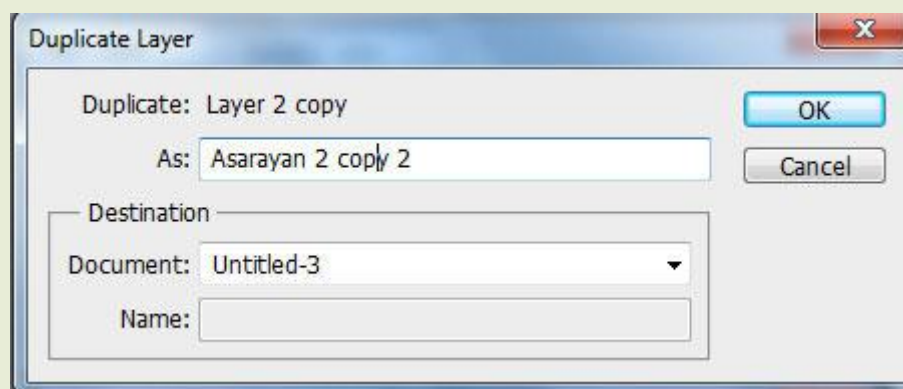 Duplicate Layer
Duplicate: Layer 2 copy
OK
As: Asarayan 2 copy 2
Cancel
Destination
Document: Untitled-3
Name: